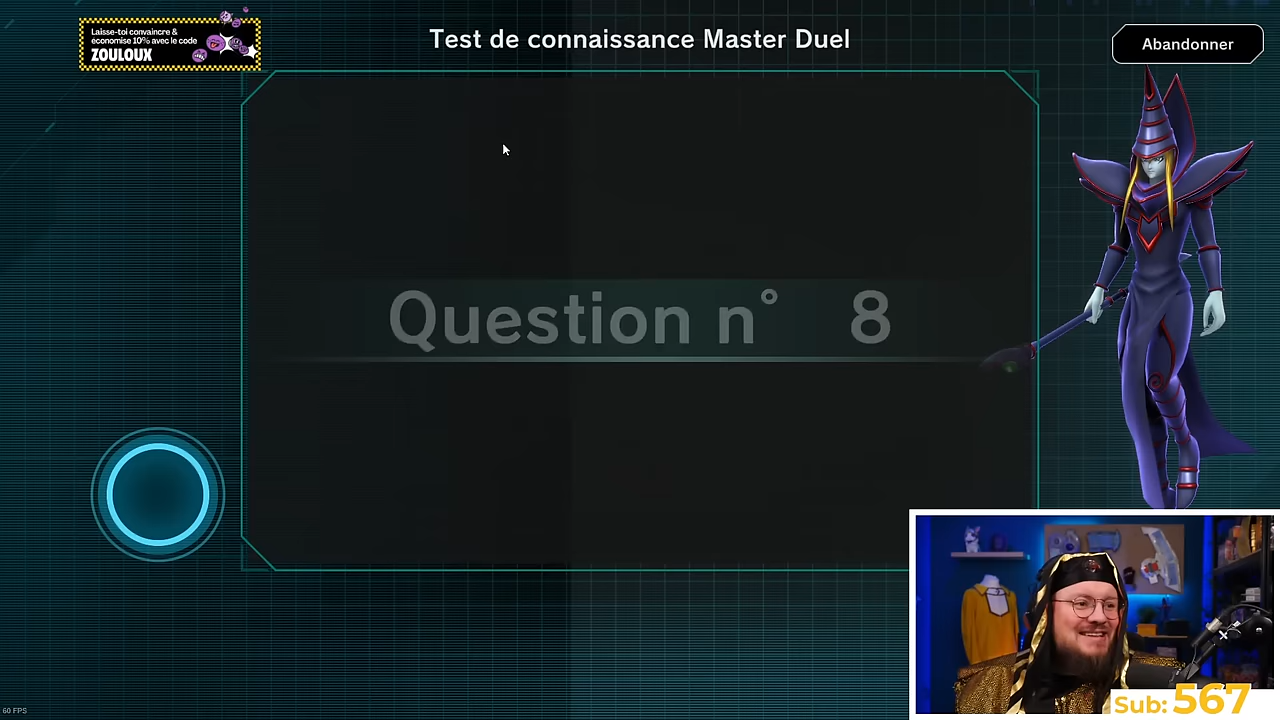 Laisse-toi convaincre &
économise 10% avec le code
ZOULOUX
Test de connaissance Master Duel
Abandonner
Question n° 8
60 FPS
Sub: 567